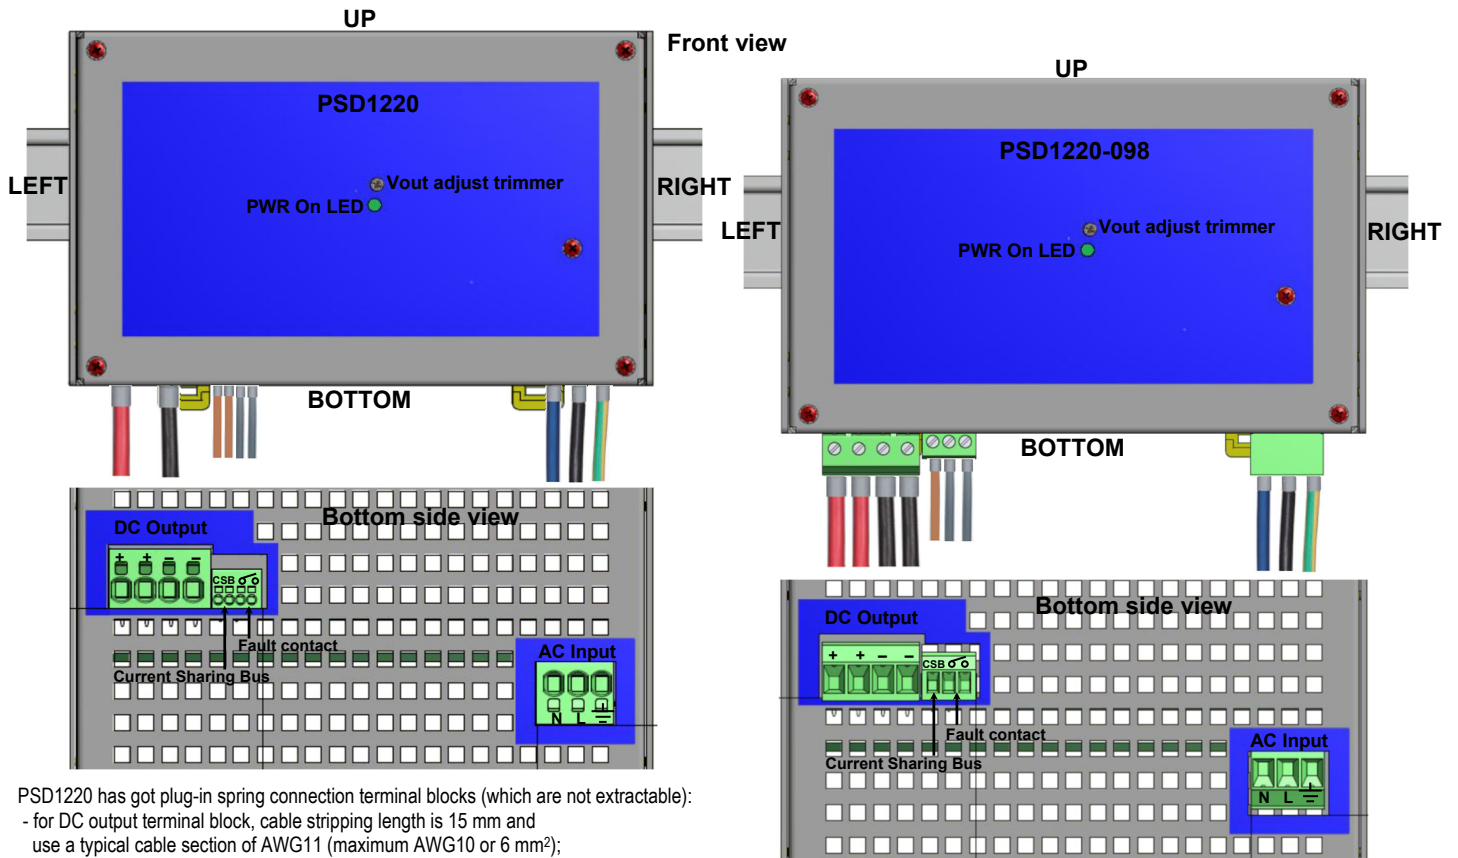 UP
Front view
PSD1220
LEFT
RIGHT
Vout adjust trimmer
PWR On LED
BOTTOM
Bottom side view
DC Output
+ + − −
CSB
Fault contact
Current Sharing Bus
AC Input
N L
UP
PSD1220-098
LEFT
RIGHT
Vout adjust trimmer
PWR On LED
BOTTOM
Bottom side view
DC Output
+ + − −
CSB
Fault contact
Current Sharing Bus
AC Input
N L
PSD1220 has got plug-in spring connection terminal blocks (which are not extractable):
- for DC output terminal block, cable stripping length is 15 mm and
use a typical cable section of AWG11 (maximum AWG10 or 6 mm²);